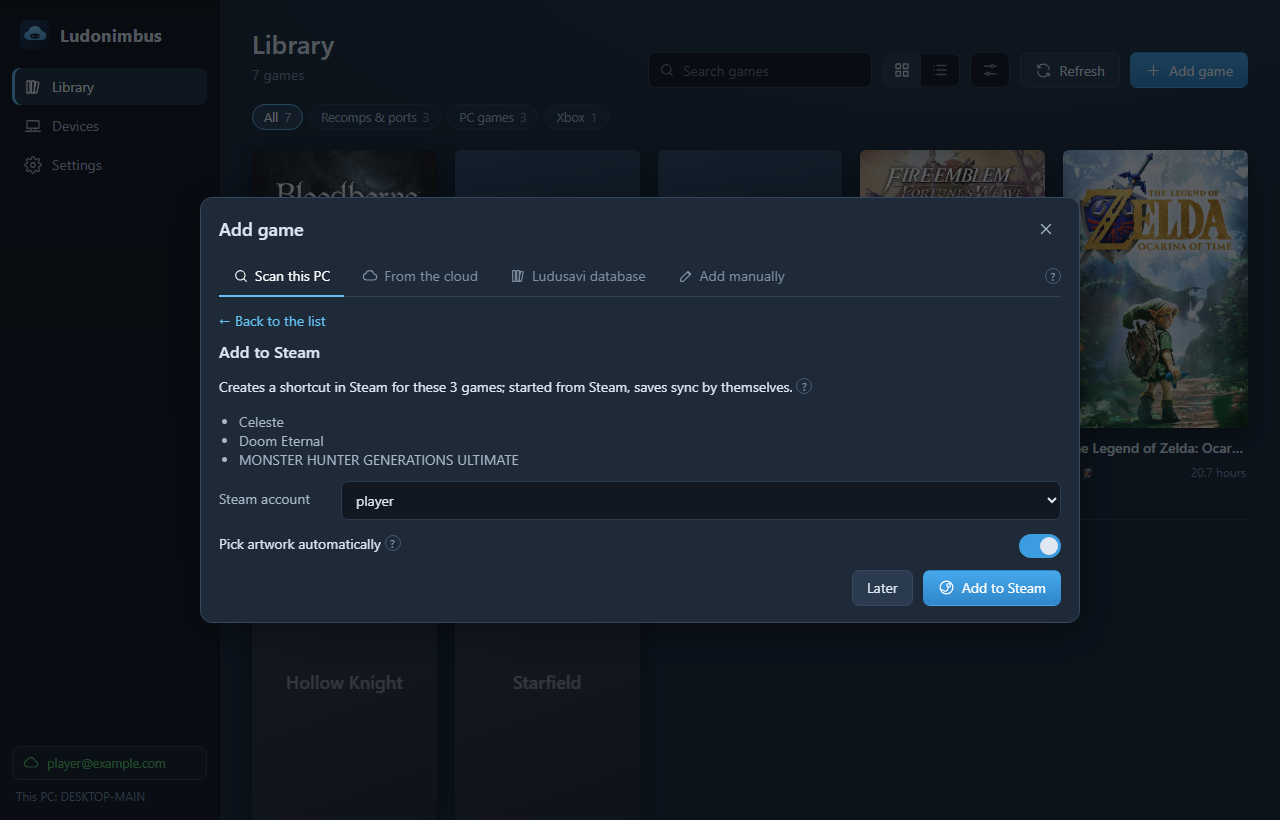 Ludonimbus
Library
Devices
Settings
player@example.com
This PC: DESKTOP-MAIN
Library
7 games
Search games
Refresh
+ Add game
All 7
Recomps & ports 3
PC games 3
Xbox 1
Bloodborne
FIRE EMBLEM
FORTUNE'S WEAVE
THE LEGEND OF
ZELDA
OCARINA OF TIME
Add game
Scan this PC
From the cloud
Ludusavi database
Add manually
?
← Back to the list
Add to Steam
Creates a shortcut in Steam for these 3 games; started from Steam, saves sync by themselves. ?
• Celeste
• Doom Eternal
• MONSTER HUNTER GENERATIONS ULTIMATE
Steam account
player
Pick artwork automatically ?
Later
Add to Steam
e Legend of Zelda: Ocar...
20.7 hours
Hollow Knight
Starfield